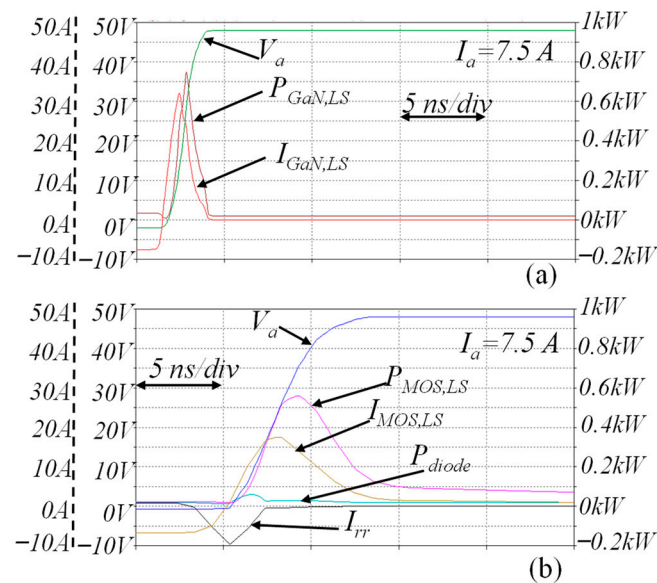 50A 50V 1kW
V_a I_a=7.5 A
40A 40V 0.8kW
P_GaN,LS
30A 30V 5 ns/div 0.6kW
20A 20V 0.4kW
I_GaN,LS
10A 10V 0.2kW
0A 0V 0kW
−10A −10V −0.2kW
(a)
50A 50V 1kW
V_a I_a=7.5 A
40A 40V 0.8kW
5 ns/div
P_MOS,LS
30A 30V 0.6kW
I_MOS,LS
20A 20V 0.4kW
P_diode
10A 10V 0.2kW
0A 0V 0kW
I_rr
−10A −10V −0.2kW
(b)